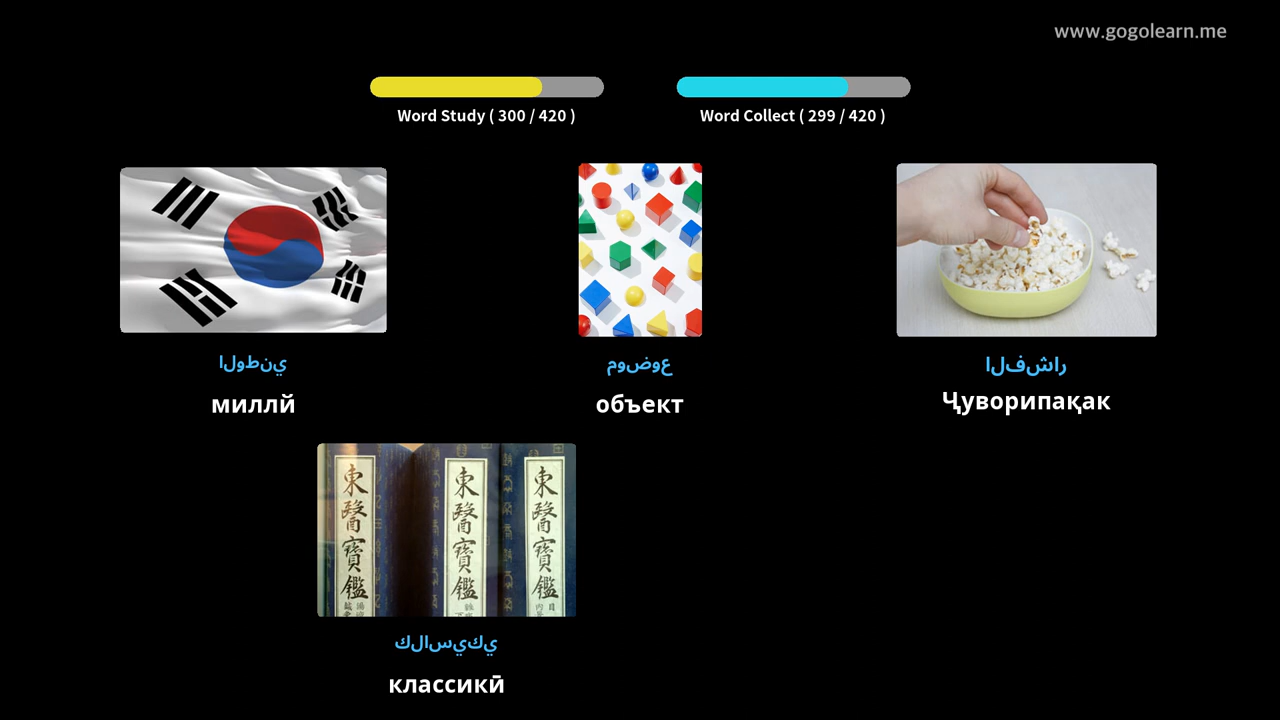 www.gogolearn.me
Word Study ( 300 / 420 )
Word Collect ( 299 / 420 )
الوطني
موضوع
الفشار
миллй
объект
Ҷуворипақак
東醫寶鑑
東醫寶鑑
東醫寶鑑
كلاسيكي
классикӣ